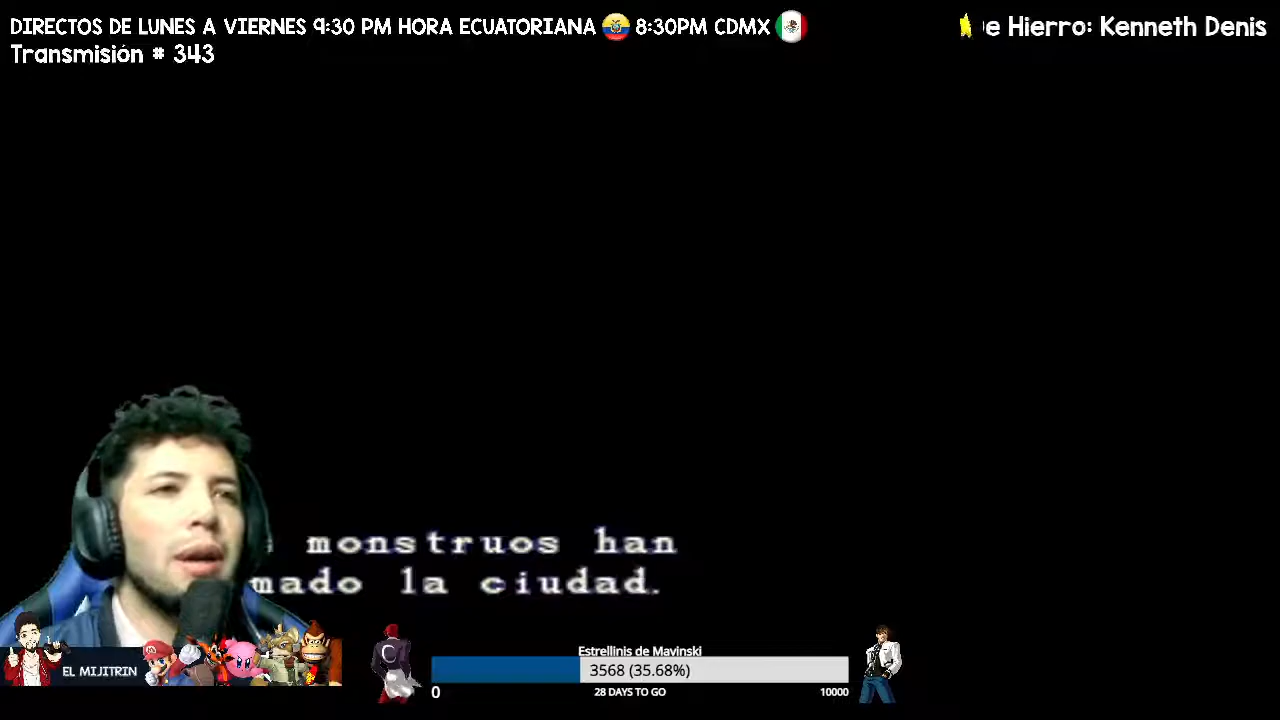 DIRECTOS DE LUNES A VIERNES 9:30 PM HORA ECUATORIANA 8:30PM CDMX
Transmisión # 343
e Hierro: Kenneth Denis
monstruos han
mado la ciudad.
EL MIJITRIN
C
Estrellinis de Mavinski
3568 (35.68%)
0
28 DAYS TO GO
10000